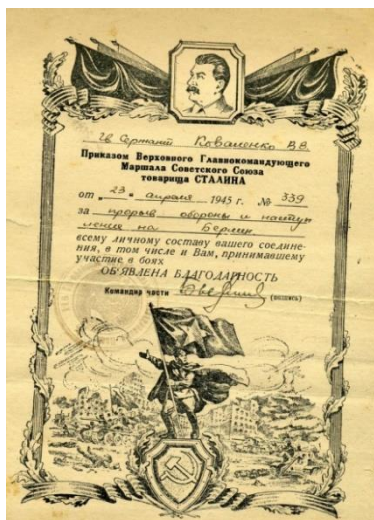 Гв. Сержант Коваленко В.В.
Приказом Верховного Главнокомандующего
Маршала Советского Союза
товарища СТАЛИНА
от „23“ апреля 1945 г. № 339
за прорыв обороны и наступ
ление на Берлин
всему личному составу вашего соедине-
ния, в том числе и Вам, принимавшему
участие в боях
ОБ'ЯВЛЕНА БЛАГОДАРНОСТЬ
Командир части (подпись)